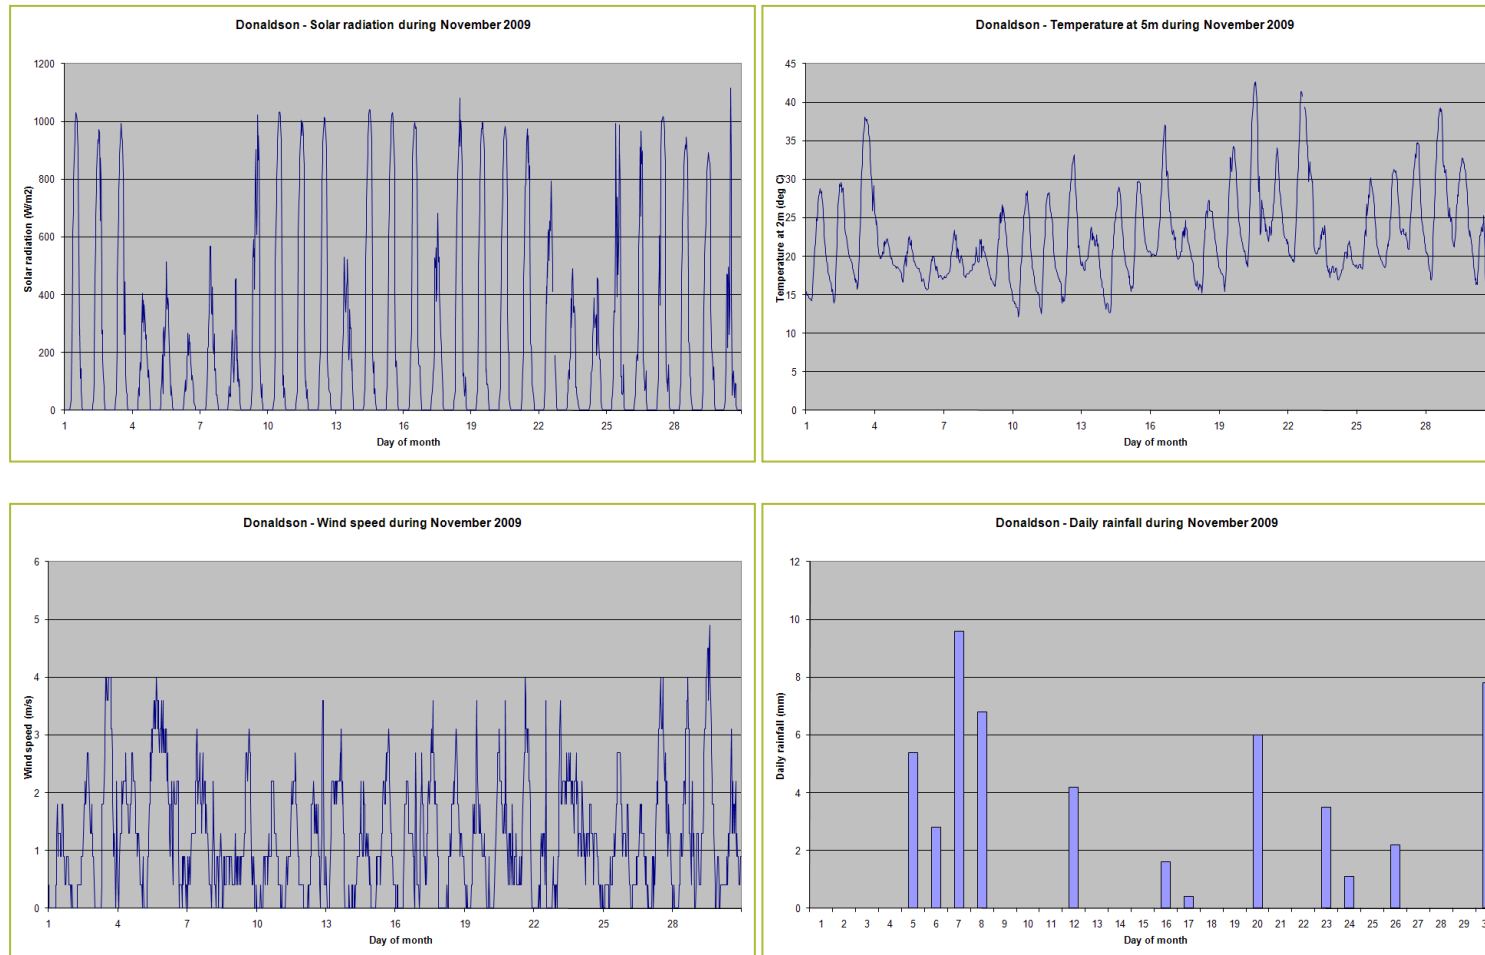 Donaldson - Solar radiation during November 2009
1200
1000
800
600
400
200
0
Solar radiation (W/m2)
1 4 7 10 13 16 19 22 25 28
Day of month
Donaldson - Temperature at 5m during November 2009
45
40
35
30
25
20
15
10
5
0
Temperature at 2m (deg C)
1 4 7 10 13 16 19 22 25 28
Day of month
Donaldson - Wind speed during November 2009
6
5
4
3
2
1
0
Wind speed (m/s)
1 4 7 10 13 16 19 22 25 28
Day of month
Donaldson - Daily rainfall during November 2009
12
10
8
6
4
2
0
Daily rainfall (mm)
1 2 3 4 5 6 7 8 9 10 11 12 13 14 15 16 17 18 19 20 21 22 23 24 25 26 27 28 29 3
Day of month